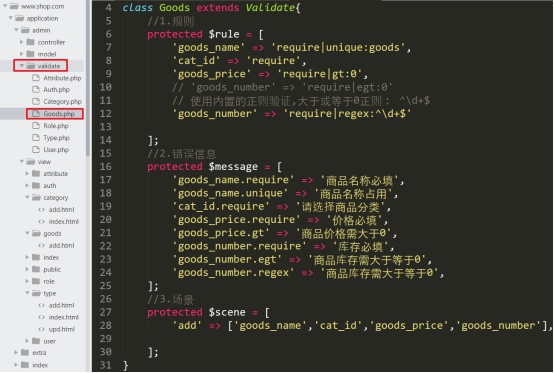 www.shop.com
application
admin
controller
model
validate
Attribute.php
Auth.php
Category.php
Goods.php
Role.php
Type.php
User.php
view
attribute
auth
category
add.html
index.html
goods
add.html
index
public
role
type
add.html
index.html
upd.html
user
extra
index
4 class Goods extends Validate{
5 //1.规则
6 protected $rule = [
7 'goods_name' => 'require|unique:goods',
8 'cat_id' => 'require',
9 'goods_price' => 'require|gt:0',
10 // 'goods_number' => 'require|egt:0'
11 // 使用内置的正则验证,大于或等于0正则： ^\d+$
12 'goods_number' => 'require|regex:^\d+$'
13
14 ];
15 //2.错误信息
16 protected $message = [
17 'goods_name.require' => '商品名称必填',
18 'goods_name.unique' => '商品名称占用',
19 'cat_id.require' => '请选择商品分类',
20 'goods_price.require' => '价格必填',
21 'goods_price.gt' => '商品价格需大于0',
22 'goods_number.require' => '库存必填',
23 'goods_number.egt' => '商品库存需大于等于0',
24 'goods_number.regex' => '商品库存需大于等于0',
25 ];
26 //3.场景
27 protected $scene = [
28 'add' => ['goods_name','cat_id','goods_price','goods_number'],
29
30 ];
31 }